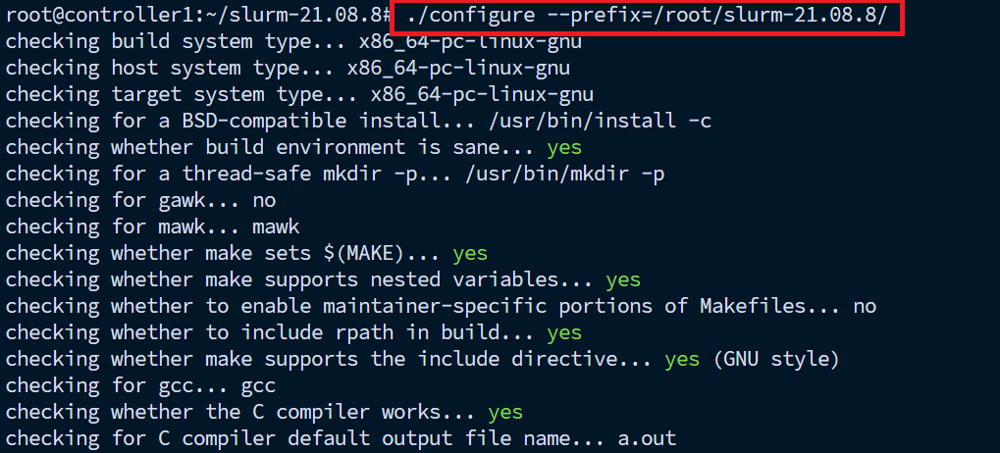 root@controller1:~/slurm-21.08.8# ./configure --prefix=/root/slurm-21.08.8/
checking build system type... x86_64-pc-linux-gnu
checking host system type... x86_64-pc-linux-gnu
checking target system type... x86_64-pc-linux-gnu
checking for a BSD-compatible install... /usr/bin/install -c
checking whether build environment is sane... yes
checking for a thread-safe mkdir -p... /usr/bin/mkdir -p
checking for gawk... no
checking for mawk... mawk
checking whether make sets $(MAKE)... yes
checking whether make supports nested variables... yes
checking whether to enable maintainer-specific portions of Makefiles... no
checking whether to include rpath in build... yes
checking whether make supports the include directive... yes (GNU style)
checking for gcc... gcc
checking whether the C compiler works... yes
checking for C compiler default output file name... a.out